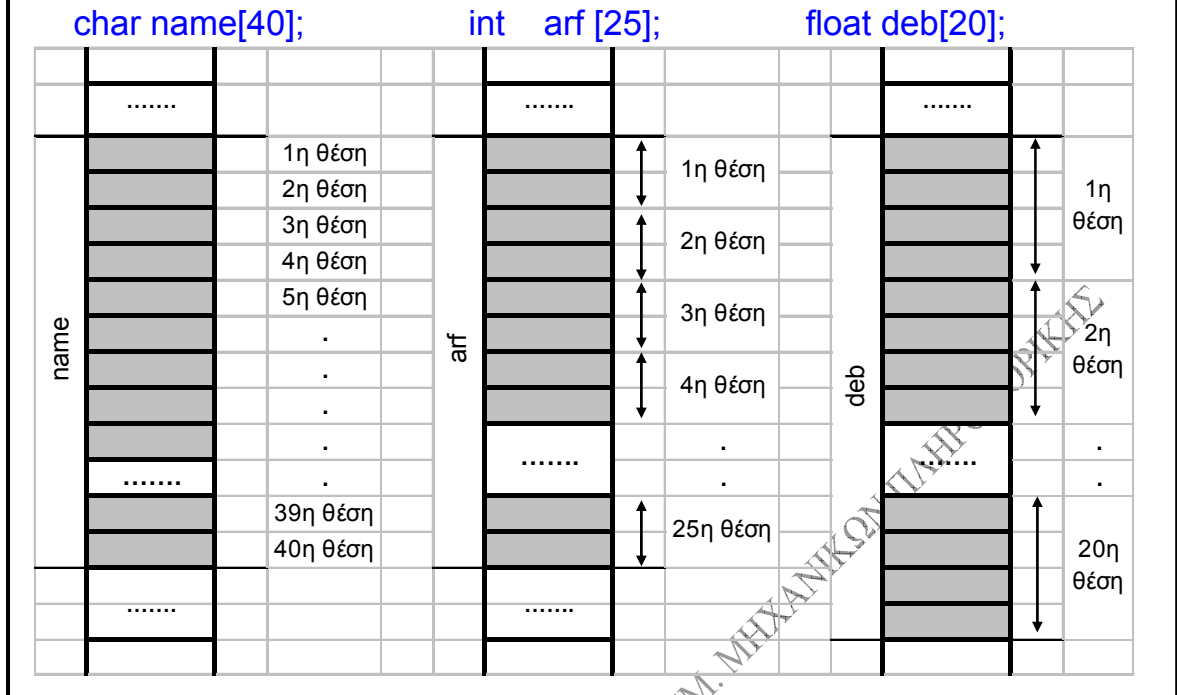 char name[40];
int arf [25];
float deb[20];
.......
.......
.......
name
1η θέση
2η θέση
3η θέση
4η θέση
5η θέση
.
.
.
.
.......
.
39η θέση
40η θέση
.......
arf
1η θέση
2η θέση
3η θέση
4η θέση
.......
.
.
25η θέση
.......
deb
1η
θέση
2η
θέση
.......
.
.
20η
θέση
Μ. ΜΗΧΑΝΙΚΩΝ ΠΛΗΡΟΦΟΡΙΚΗΣ